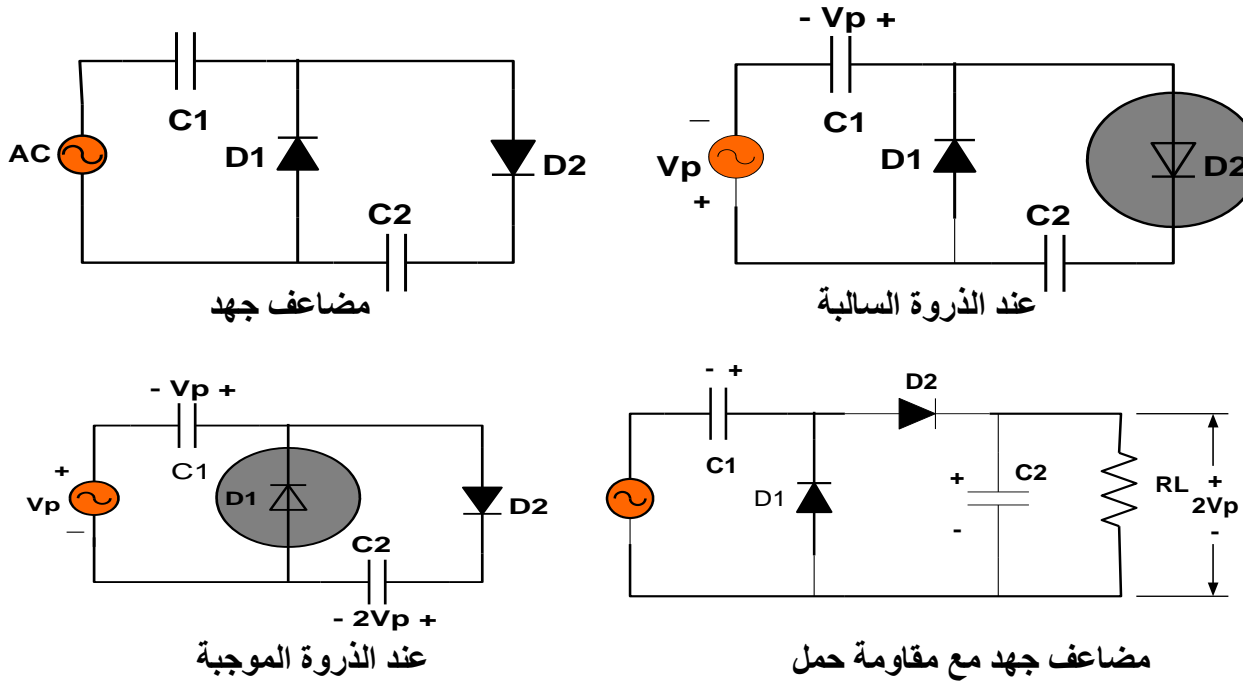 C1
AC
D1
D2
C2
مضاعف جهد
- Vp +
C1
_
Vp
+
D1
D2
C2
عند الذروة السالبة
- Vp +
C1
+
Vp
_
D1
D2
C2
- 2Vp +
عند الذروة الموجبة
- +
C1
D2
D1
+
C2
-
RL
+
2Vp
-
مضاعف جهد مع مقاومة حمل